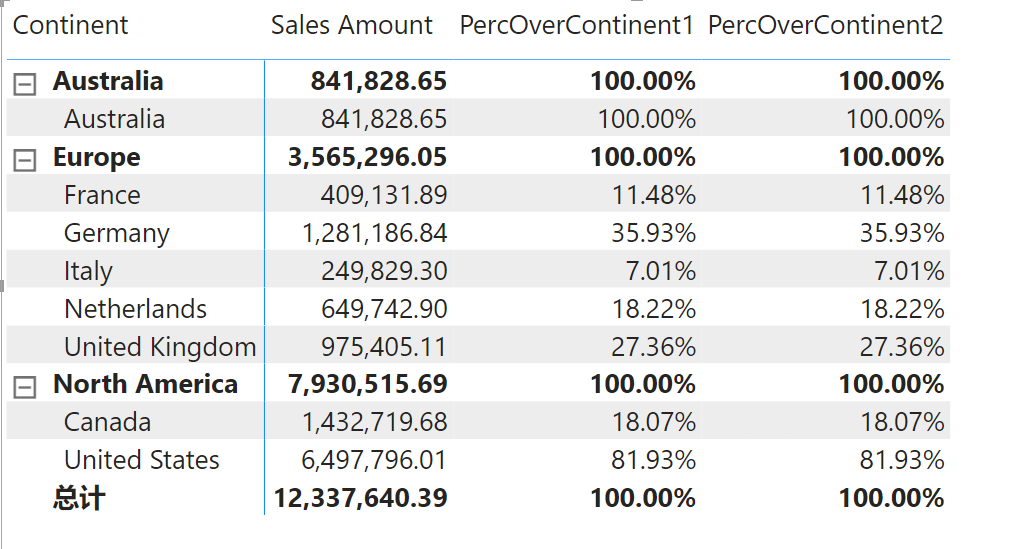 Continent Sales Amount PercOverContinent1 PercOverContinent2
Australia 841,828.65 100.00% 100.00%
Australia 841,828.65 100.00% 100.00%
Europe 3,565,296.05 100.00% 100.00%
France 409,131.89 11.48% 11.48%
Germany 1,281,186.84 35.93% 35.93%
Italy 249,829.30 7.01% 7.01%
Netherlands 649,742.90 18.22% 18.22%
United Kingdom 975,405.11 27.36% 27.36%
North America 7,930,515.69 100.00% 100.00%
Canada 1,432,719.68 18.07% 18.07%
United States 6,497,796.01 81.93% 81.93%
总计 12,337,640.39 100.00% 100.00%